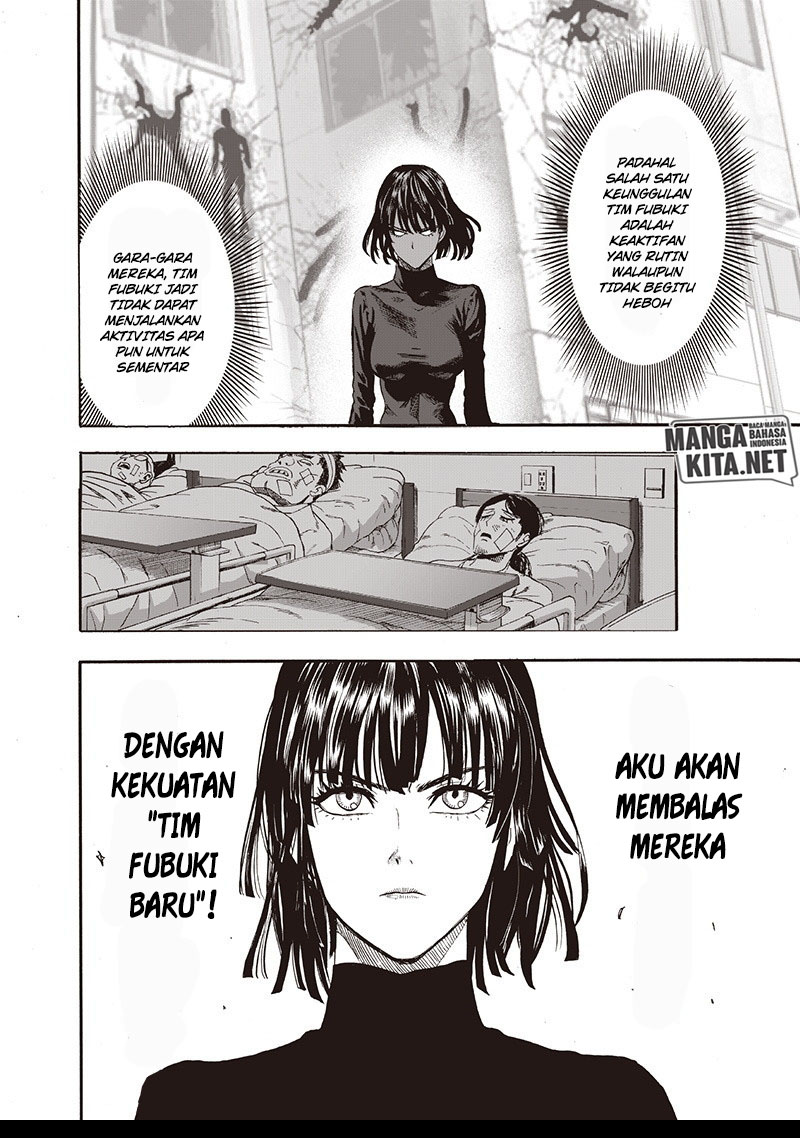 PADAHAL
SALAH SATU
KEUNGGULAN
TIM FUBUKI
ADALAH
KEAKTIFAN
YANG RUTIN
WALAUPUN
TIDAK BEGITU
HEBOH
GARA-GARA
MEREKA, TIM
FUBUKI JADI
TIDAK DAPAT
MENJALANKAN
AKTIVITAS APA
PUN UNTUK
SEMENTAR
MANGA
BACA MANGA
BAHASA
INDONESIA
KITA.NET
AKU AKAN
MEMBALAS
MEREKA
DENGAN
KEKUATAN
"TIM
FUBUKI
BARU"!